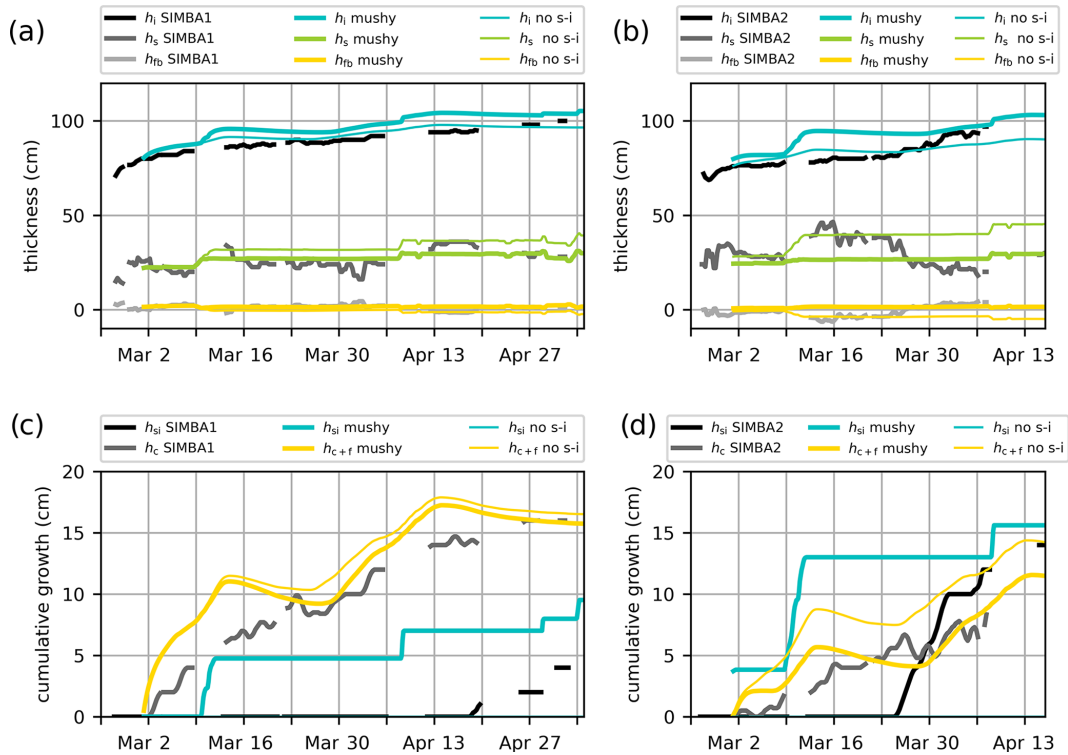 (a)
h_i SIMBA1 h_i mushy h_i no s-i
h_s SIMBA1 h_s mushy h_s no s-i
h_fb SIMBA1 h_fb mushy h_fb no s-i
thickness (cm)
100
50
0
Mar 2 Mar 16 Mar 30 Apr 13 Apr 27
(b)
h_i SIMBA2 h_i mushy h_i no s-i
h_s SIMBA2 h_s mushy h_s no s-i
h_fb SIMBA2 h_fb mushy h_fb no s-i
thickness (cm)
100
50
0
Mar 2 Mar 16 Mar 30 Apr 13
(c)
h_si SIMBA1 h_si mushy h_si no s-i
h_c SIMBA1 h_c+f mushy h_c+f no s-i
cumulative growth (cm)
20
15
10
5
0
Mar 2 Mar 16 Mar 30 Apr 13 Apr 27
(d)
h_si SIMBA2 h_si mushy h_si no s-i
h_c SIMBA2 h_c+f mushy h_c+f no s-i
cumulative growth (cm)
20
15
10
5
0
Mar 2 Mar 16 Mar 30 Apr 13